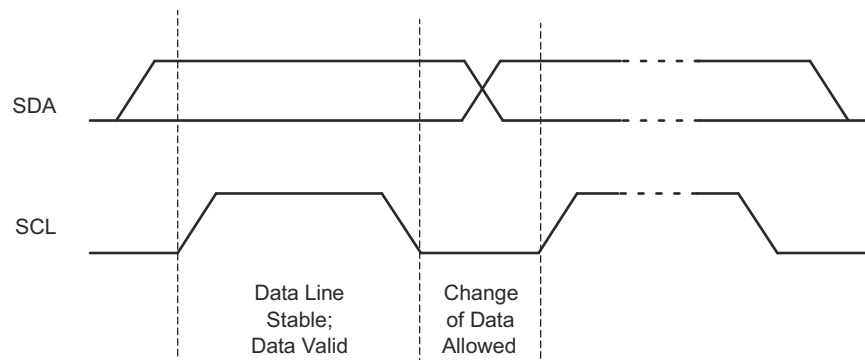 SDA
SCL
Data Line
Stable;
Data Valid
Change
of Data
Allowed